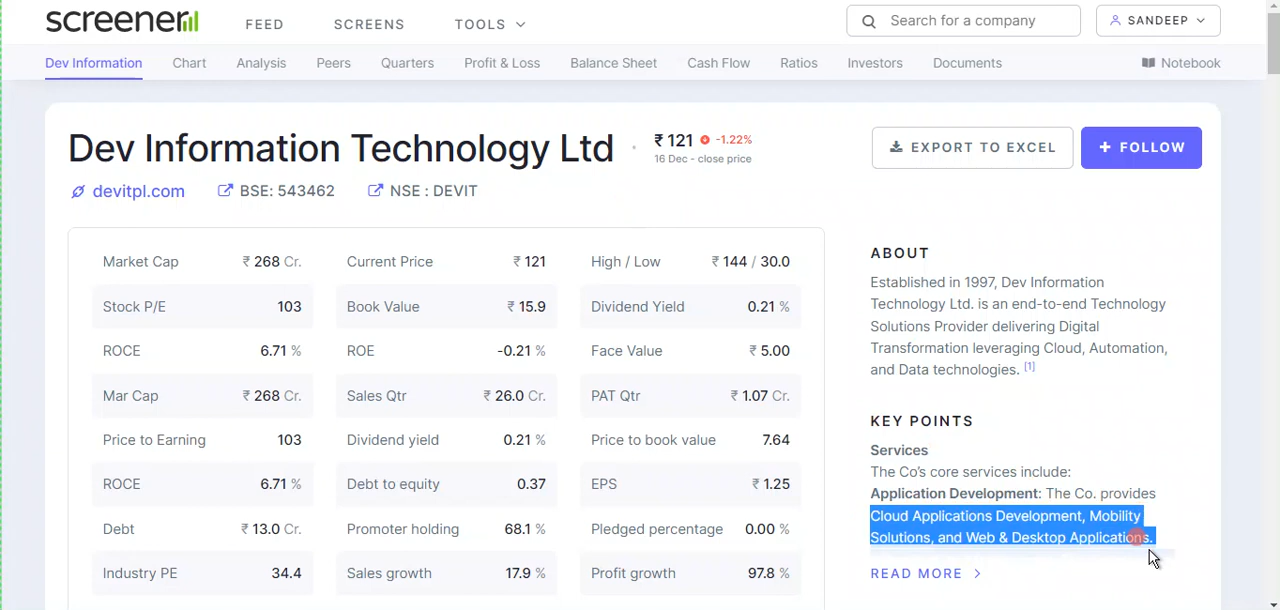 screener
FEED SCREENS TOOLS
Search for a company
SANDEEP
Dev Information Chart Analysis Peers Quarters Profit & Loss Balance Sheet Cash Flow Ratios Investors Documents Notebook
Dev Information Technology Ltd
₹ 121 -1.22%
16 Dec - close price
EXPORT TO EXCEL
+ FOLLOW
devitpl.com BSE: 543462 NSE : DEVIT
Market Cap ₹ 268 Cr. Current Price ₹ 121 High / Low ₹ 144 / 30.0
Stock P/E 103 Book Value ₹ 15.9 Dividend Yield 0.21 %
ROCE 6.71 % ROE -0.21 % Face Value ₹ 5.00
Mar Cap ₹ 268 Cr. Sales Qtr ₹ 26.0 Cr. PAT Qtr ₹ 1.07 Cr.
Price to Earning 103 Dividend yield 0.21 % Price to book value 7.64
ROCE 6.71 % Debt to equity 0.37 EPS ₹ 1.25
Debt ₹ 13.0 Cr. Promoter holding 68.1 % Pledged percentage 0.00 %
Industry PE 34.4 Sales growth 17.9 % Profit growth 97.8 %
ABOUT
Established in 1997, Dev Information
Technology Ltd. is an end-to-end Technology
Solutions Provider delivering Digital
Transformation leveraging Cloud, Automation,
and Data technologies. [1]
KEY POINTS
Services
The Co's core services include:
Application Development: The Co. provides
Cloud Applications Development, Mobility
Solutions, and Web & Desktop Applications.
READ MORE